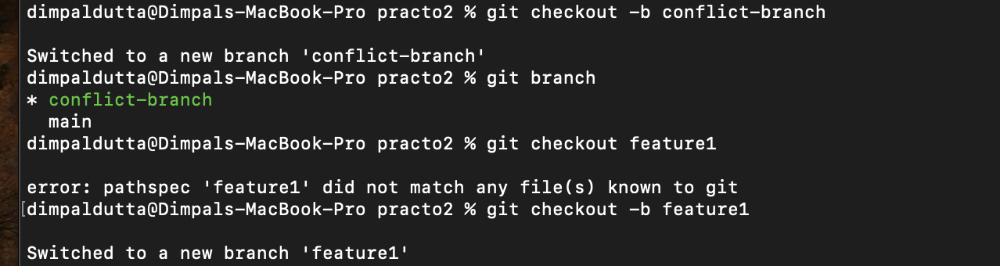 dimpaldutta@Dimpals-MacBook-Pro practo2 % git checkout -b conflict-branch
Switched to a new branch 'conflict-branch'
dimpaldutta@Dimpals-MacBook-Pro practo2 % git branch
* conflict-branch
  main
dimpaldutta@Dimpals-MacBook-Pro practo2 % git checkout feature1
error: pathspec 'feature1' did not match any file(s) known to git
[dimpaldutta@Dimpals-MacBook-Pro practo2 % git checkout -b feature1
Switched to a new branch 'feature1'